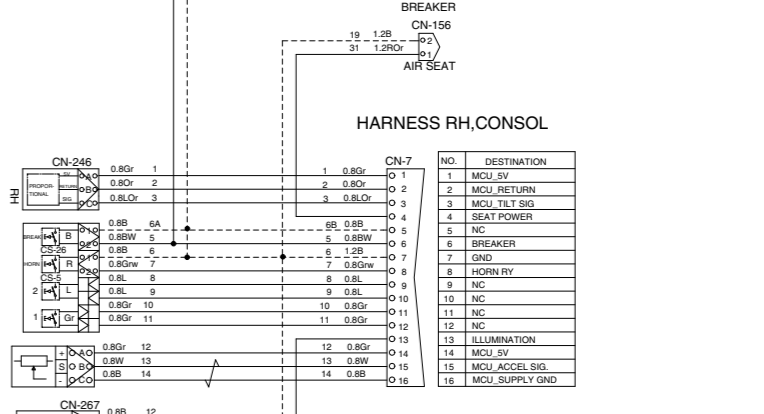 BREAKER
CN-156
19 1.2B 2
31 1.2ROr 1
AIR SEAT
HARNESS RH,CONSOL
CN-246
CN-7
NO. DESTINATION
RH
PROPOR-
TIONAL
5V A 0.8Gr 1 1 0.8Gr 1
RETURN B 0.8Or 2 2 0.8Or 2
SIG C 0.8LOr 3 3 0.8LOr 3
4
BREAK B 1 0.8B 6A 6B 0.8B 5
2 0.8BW 5 5 0.8BW 6
CS-26
HORN R 1 0.8B 6 6 1.2B 7
2 0.8Grw 7 7 0.8Grw 8
CS-5
2 L 0.8L 8 8 0.8L 9
0.8L 9 9 0.8L 10
1 Gr 0.8Gr 10 10 0.8Gr 11
0.8Gr 11 11 0.8Gr 12
13
+ A 0.8Gr 12 12 0.8Gr 14
S B 0.8W 13 13 0.8W 15
- C 0.8B 14 14 0.8B 16
1 MCU_5V
2 MCU_RETURN
3 MCU_TILT SIG
4 SEAT POWER
5 NC
6 BREAKER
7 GND
8 HORN RY
9 NC
10 NC
11 NC
12 NC
13 ILLUMINATION
14 MCU_5V
15 MCU_ACCEL SIG.
16 MCU_SUPPLY GND
CN-267
0.8B 12